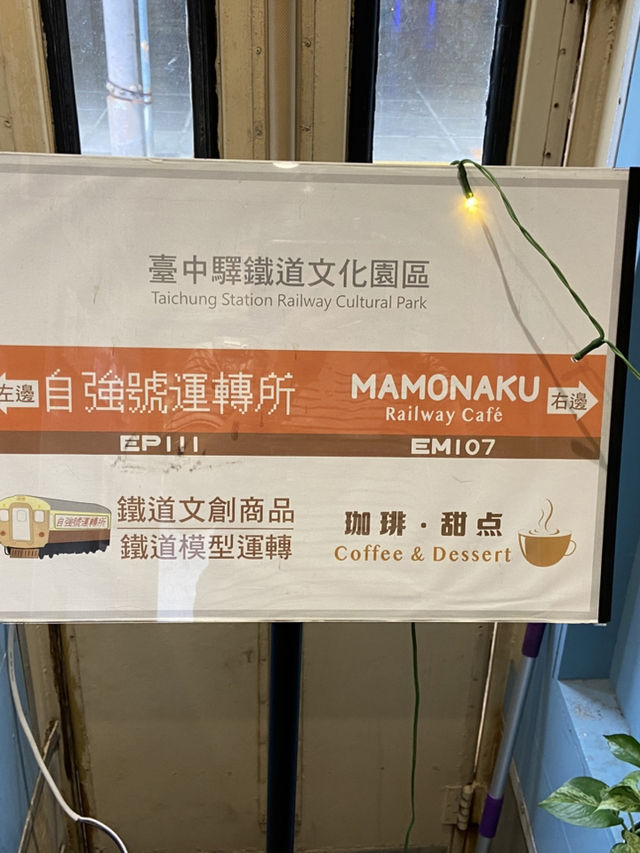 臺中驛鐵道文化園區
Taichung Station Railway Cultural Park
左邊 自強號運轉所
EP111
MAMONAKU
Railway Café
右邊
EM107
自強號運轉所
鐵道文創商品
鐵道模型運轉
珈琲·甜点
Coffee & Dessert